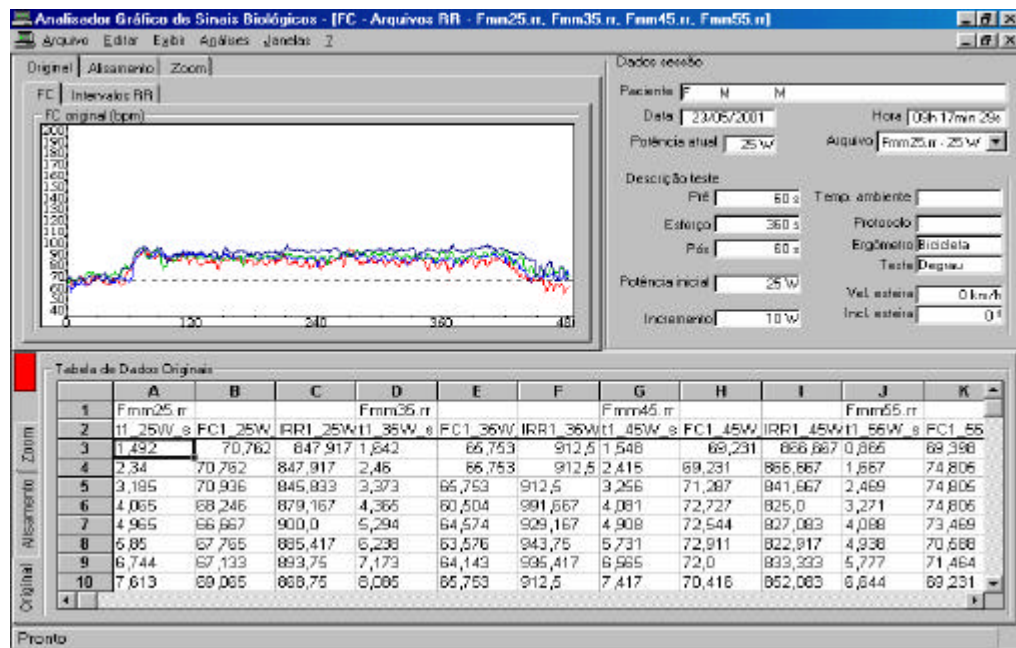 Analisador Gráfico de Sinais Biológicos - [FC - Arquivos RR - Fmm25.rr, Fmm35.rr, Fmm45.rr, Fmm55.rr]
Arquivo Editar Exibir Análises Janelas ?
Original Alisamento Zoom
FC Intervalos RR
FC original (bpm)
200
190
180
170
160
150
140
130
120
110
100
90
80
70
60
50
40
0 120 240 360 48
Dados sessão
Paciente F M M
Data 23/05/2001 Hora 09h 17min 29s
Potência atual 25 W Arquivo Fmm25.rr - 25 W
Descrição teste
Pré 60 s Temp. ambiente
Esforço 360 s Protocolo
Pós 60 s Ergômetro Bicicleta
Teste Degrau
Potência inicial 25 W Vel. esteira 0 km/h
Incremento 10 W Incl. esteira 0 °
Tabela de Dados Originais
A B C D E F G H I J K
1 Fmm25.rr Fmm35.rr Fmm45.rr Fmm55.rr
2 t1_25W_s FC1_25W IRR1_25W t1_35W_s FC1_35W IRR1_35W t1_45W_s FC1_45W IRR1_45W t1_55W_s FC1_55
3 1,492 70,762 847,917 1,642 65,753 912,5 1,548 69,231 866,667 0,865 69,398
4 2,34 70,762 847,917 2,46 65,753 912,5 2,415 69,231 866,667 1,667 74,805
5 3,185 70,936 845,833 3,373 65,753 912,5 3,256 71,287 841,667 2,469 74,805
6 4,065 68,246 879,167 4,365 60,504 991,667 4,081 72,727 825,0 3,271 74,805
7 4,965 66,667 900,0 5,294 64,574 929,167 4,908 72,544 827,083 4,088 73,469
8 5,85 67,765 885,417 6,238 63,576 943,75 5,731 72,911 822,917 4,938 70,588
9 6,744 67,133 893,75 7,173 64,143 935,417 6,565 72,0 833,333 5,777 71,464
10 7,613 69,065 868,75 8,085 65,753 912,5 7,417 70,416 852,083 6,644 69,231
Original Alisamento Zoom
Pronto